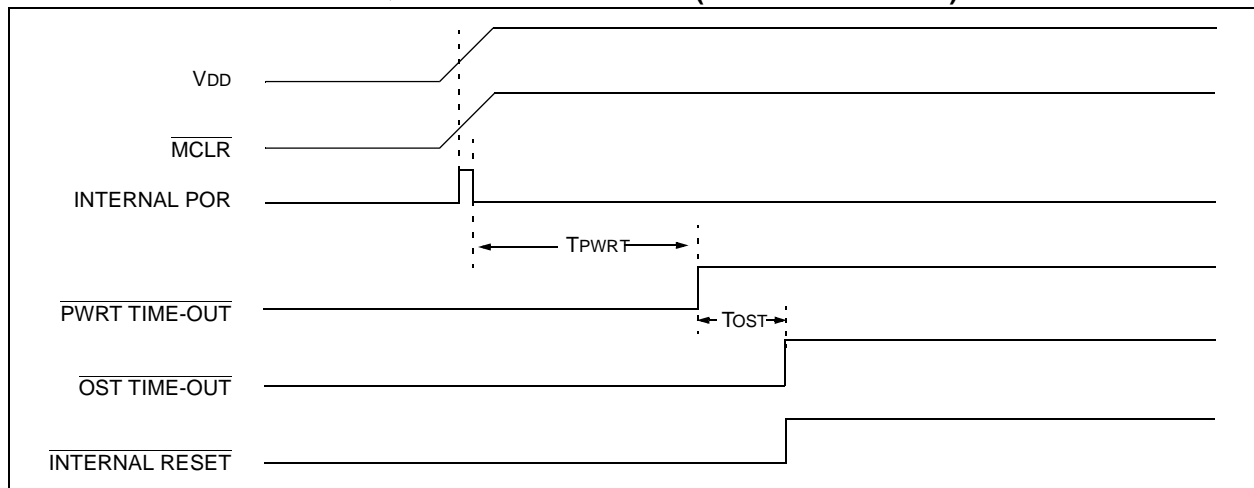 VDD
MCLR
INTERNAL POR
TPWRT
PWRT TIME-OUT
TOST
OST TIME-OUT
INTERNAL RESET